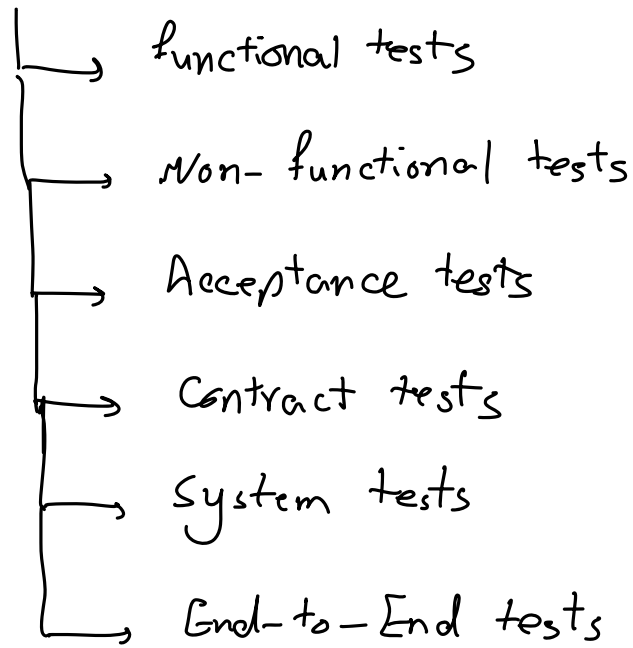 functional tests
Non-functional tests
Acceptance tests
Contract tests
System tests
End-to-End tests